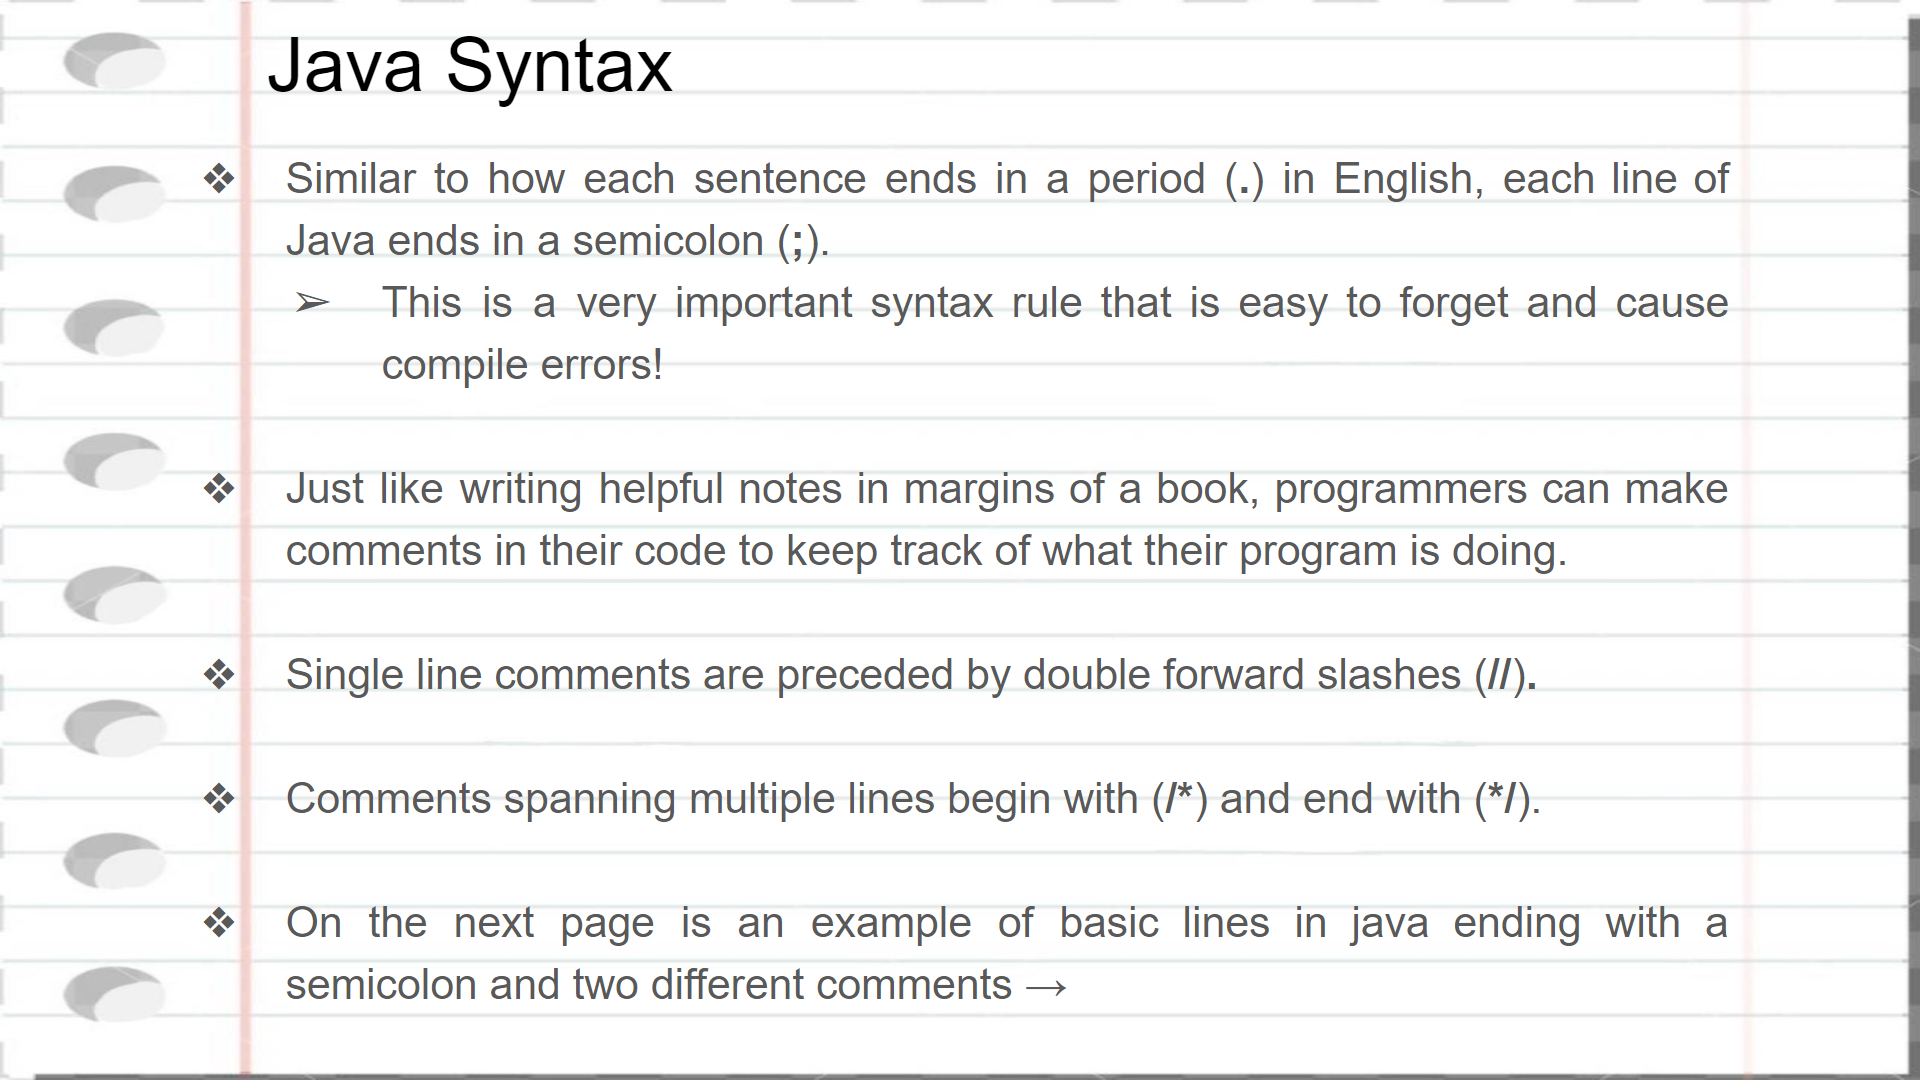 Java Syntax
❖ Similar to how each sentence ends in a period (.) in English, each line of
Java ends in a semicolon (;).
➢ This is a very important syntax rule that is easy to forget and cause
compile errors!
❖ Just like writing helpful notes in margins of a book, programmers can make
comments in their code to keep track of what their program is doing.
❖ Single line comments are preceded by double forward slashes (//).
❖ Comments spanning multiple lines begin with (/*) and end with (*/).
❖ On the next page is an example of basic lines in java ending with a
semicolon and two different comments →